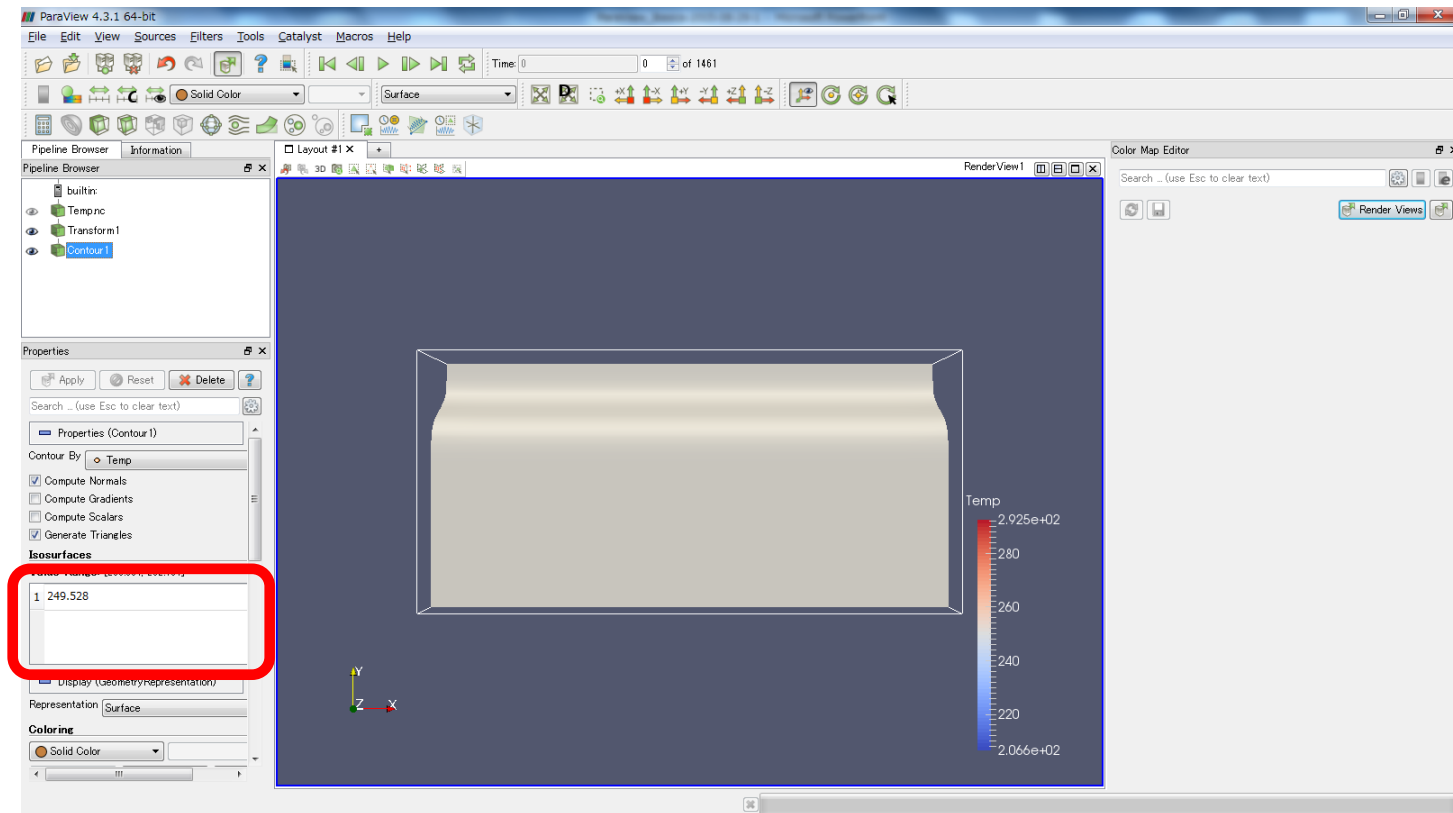 ParaView 4.3.1 64-bit
File Edit View Sources Filters Tools Catalyst Macros Help
Time: 0 0 of 1461
Solid Color Surface
Pipeline Browser Information Layout #1 X + Color Map Editor
Pipeline Browser 3D RenderView1
Search ... (use Esc to clear text)
builtin:
Temp.nc
Render Views
Transform1
Contour1
Properties
Apply Reset Delete ?
Search ... (use Esc to clear text)
Properties (Contour1)
Contour By Temp
Compute Normals
Compute Gradients
Compute Scalars
Generate Triangles
Isosurfaces
1 249.528
Display (GeometryRepresentation)
Representation Surface
Coloring
Solid Color
Temp
2.925e+02
280
260
240
220
2.066e+02
Y
Z X